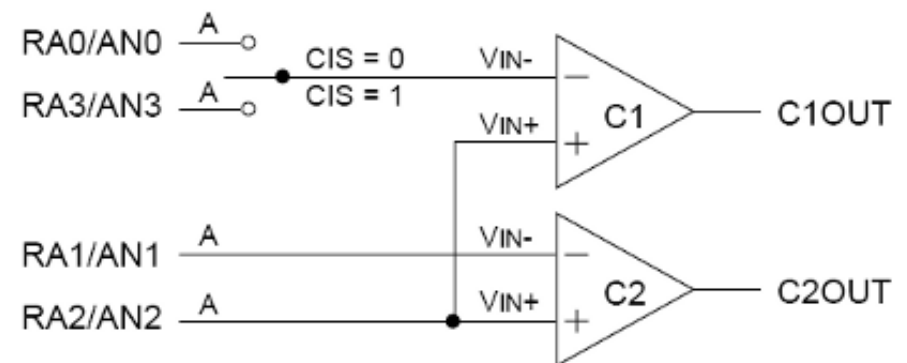 RA0/AN0 A
CIS = 0 VIN-
RA3/AN3 A CIS = 1
− C1 C1OUT
VIN+ +
RA1/AN1 A VIN- −
C2 C2OUT
RA2/AN2 A VIN+ +